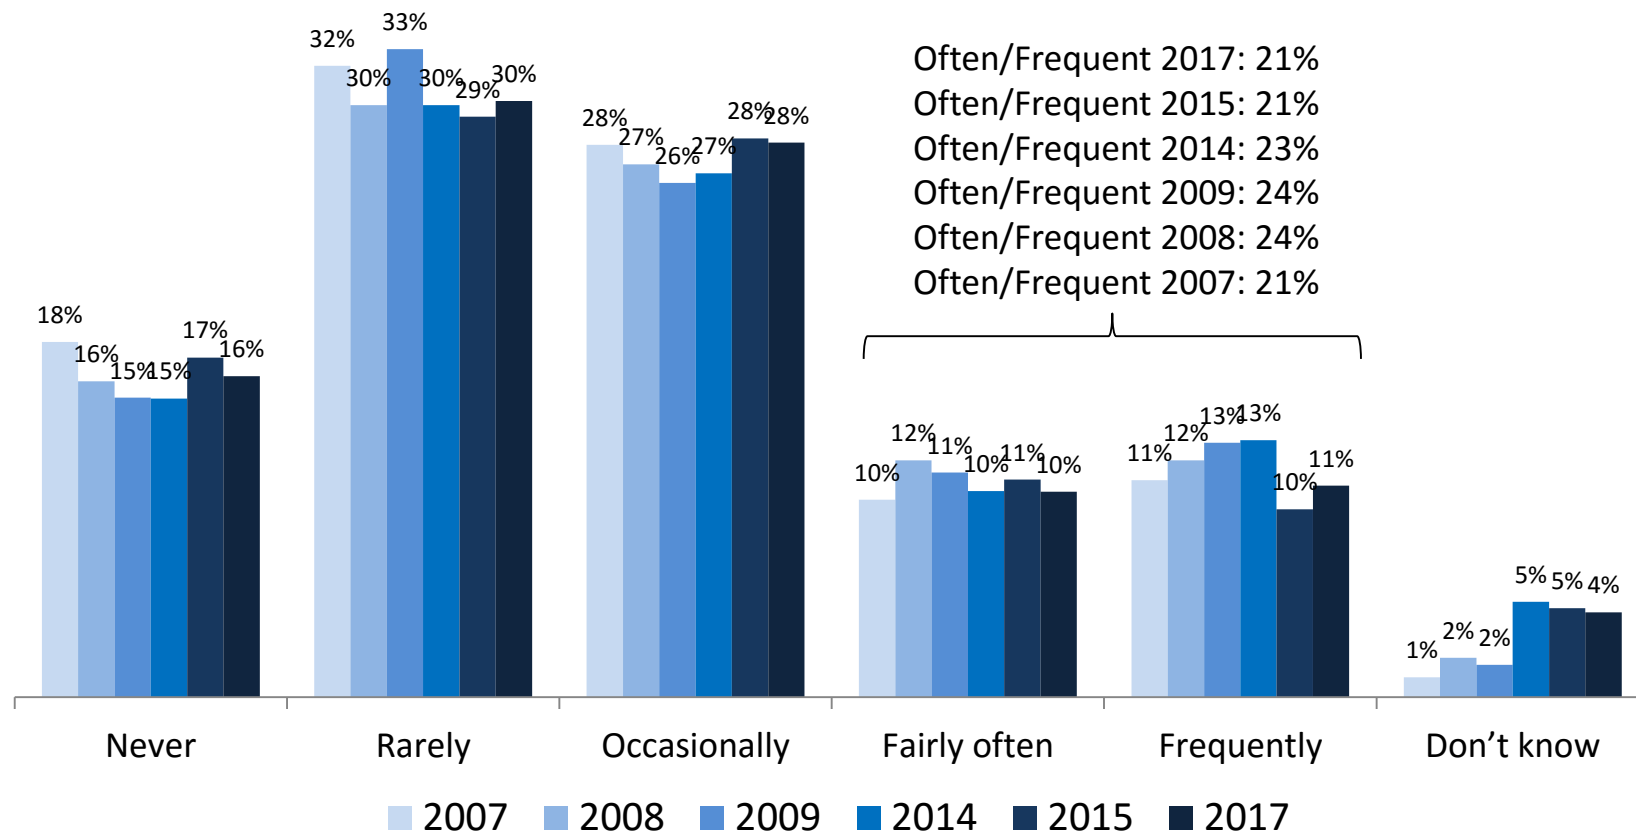 32% 30% 33% 30% 29% 30%
Often/Frequent 2017: 21%
Often/Frequent 2015: 21%
Often/Frequent 2014: 23%
Often/Frequent 2009: 24%
Often/Frequent 2008: 24%
Often/Frequent 2007: 21%
28% 27% 26% 27% 28% 28%
18% 16% 15% 15% 17% 16%
10% 12% 11% 10% 11% 10%
11% 12% 13% 13% 10% 11%
1% 2% 2% 5% 5% 4%
Never Rarely Occasionally Fairly often Frequently Don’t know
2007 2008 2009 2014 2015 2017